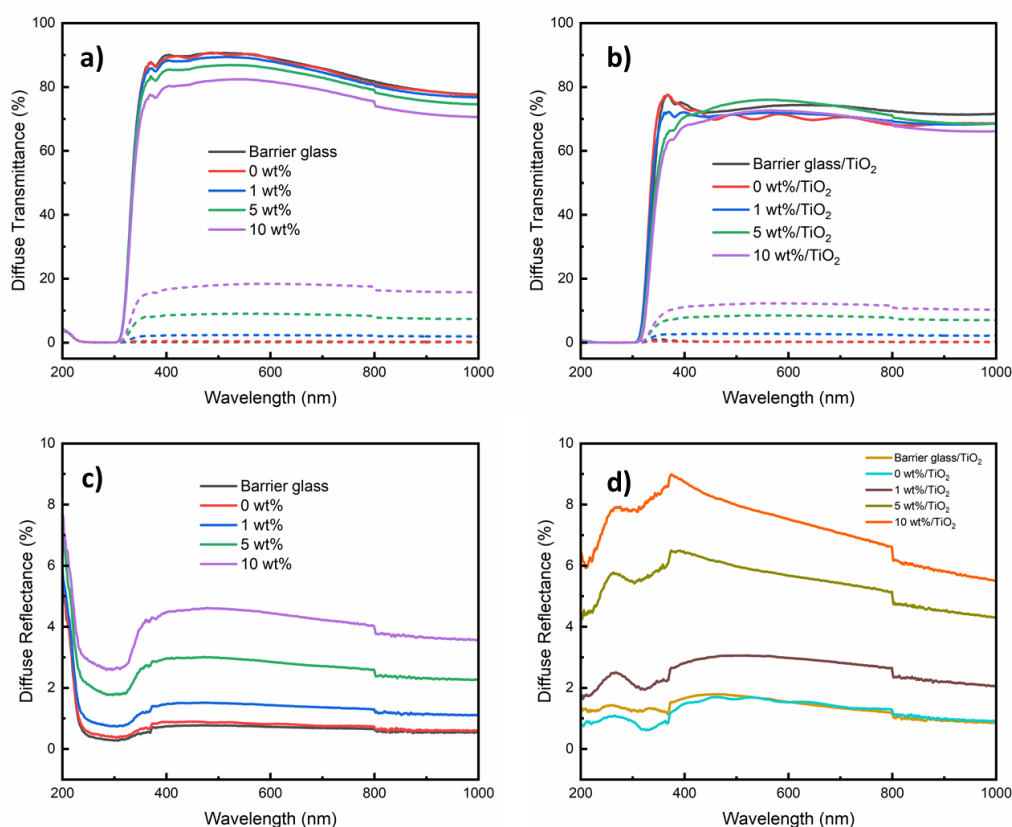 a)
100
80
60
40
20
0
Diffuse Transmittance (%)
Barrier glass
0 wt%
1 wt%
5 wt%
10 wt%
200
400
600
800
1000
Wavelength (nm)
b)
100
80
60
40
20
0
Diffuse Transmittance (%)
Barrier glass/TiO₂
0 wt%/TiO₂
1 wt%/TiO₂
5 wt%/TiO₂
10 wt%/TiO₂
200
400
600
800
1000
Wavelength (nm)
c)
10
8
6
4
2
0
Diffuse Reflectance (%)
Barrier glass
0 wt%
1 wt%
5 wt%
10 wt%
200
400
600
800
1000
Wavelength (nm)
d)
10
8
6
4
2
0
Diffuse Reflectance (%)
Barrier glass/TiO₂
0 wt%/TiO₂
1 wt%/TiO₂
5 wt%/TiO₂
10 wt%/TiO₂
200
400
600
800
1000
Wavelength (nm)